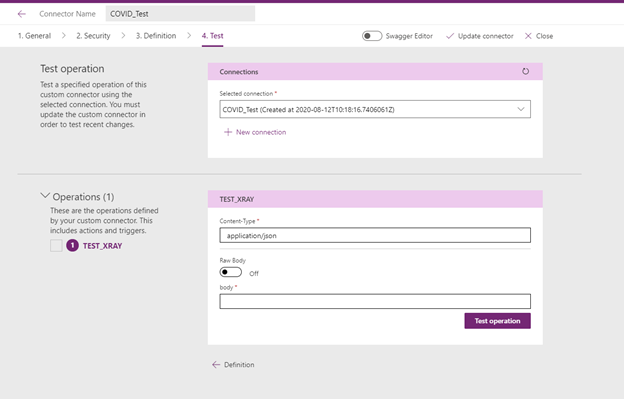 Connector Name COVID_Test
1. General 2. Security 3. Definition 4. Test Swagger Editor Update connector Close
Test operation
Test a specified operation of this
custom connector using the
selected connection. You must
update the custom connector in
order to test recent changes.
Connections
Selected connection *
COVID_Test (Created at 2020-08-12T10:18:16.7406061Z)
New connection
Operations (1)
These are the operations defined
by your custom connector. This
includes actions and triggers.
1 TEST_XRAY
TEST_XRAY
Content-Type *
application/json
Raw Body
Off
body *
Test operation
Definition